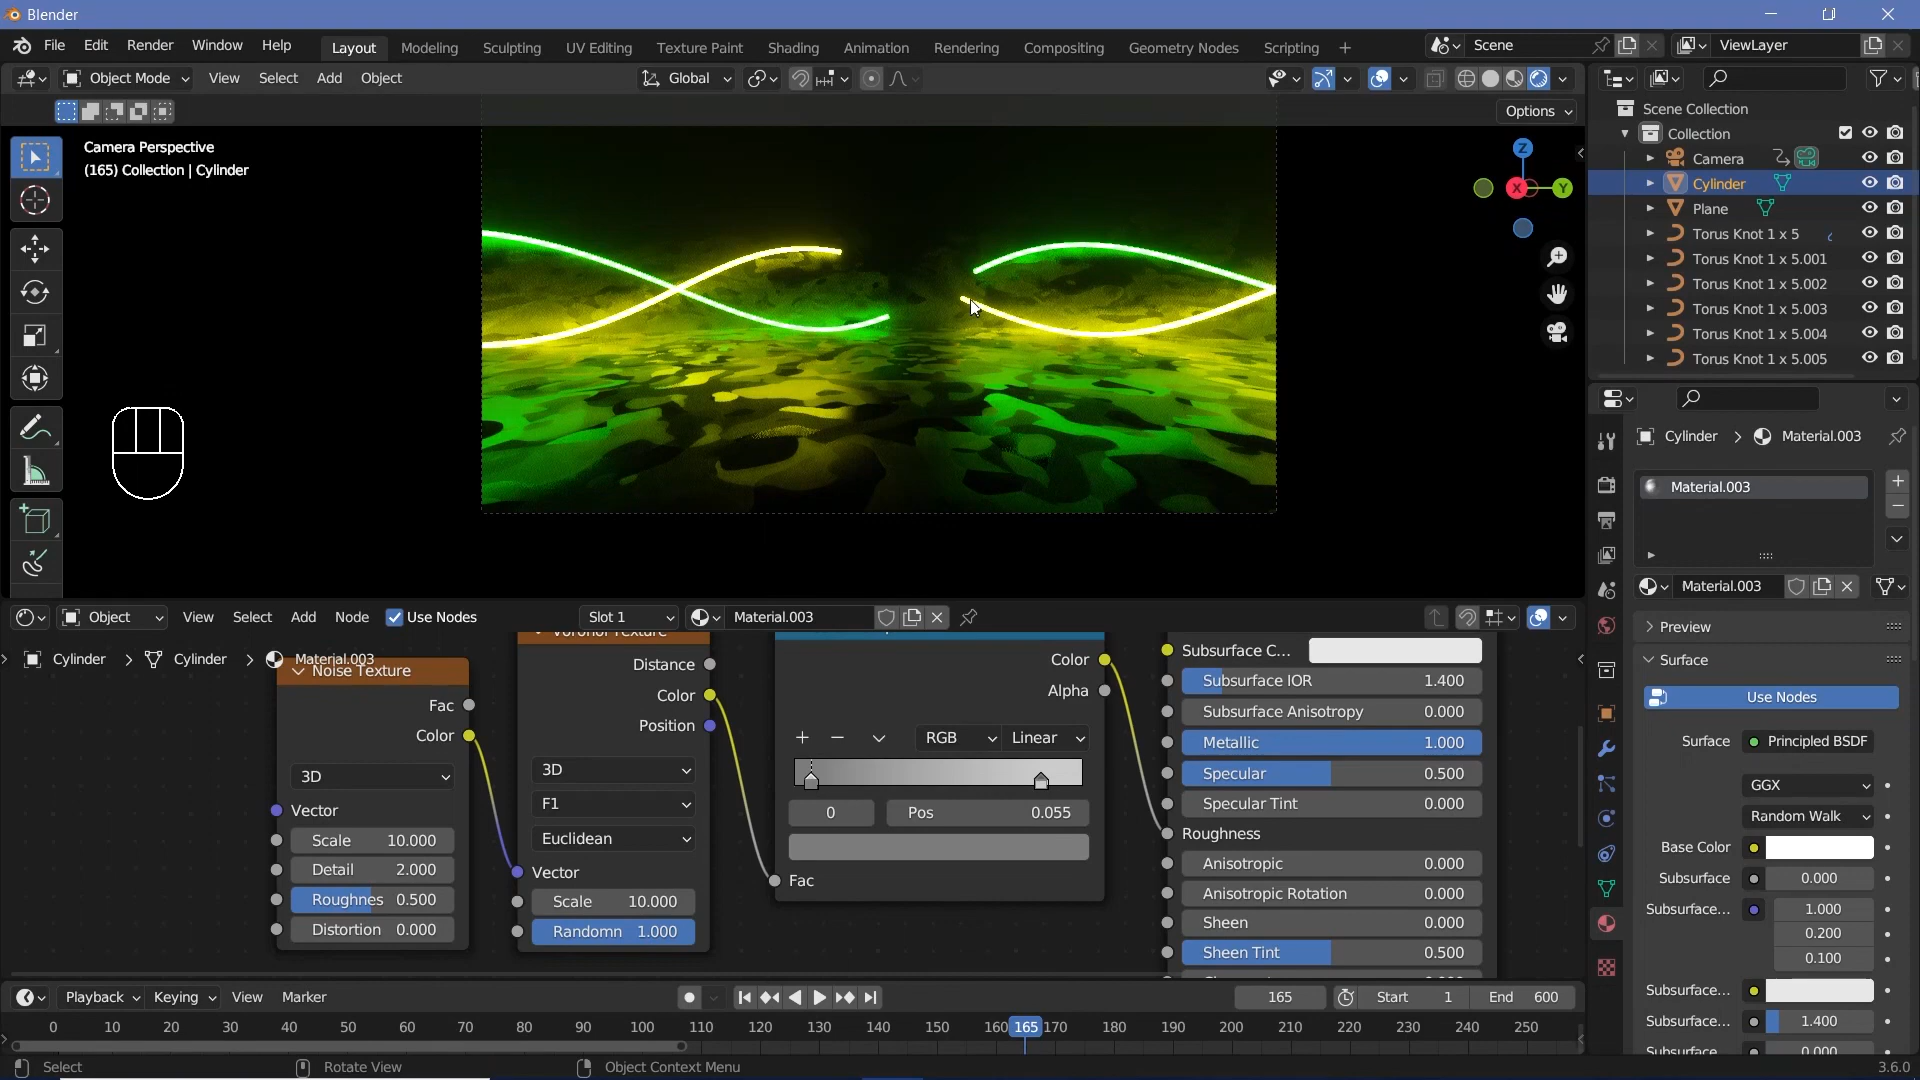 Blender
File Edit Render Window Help Layout Modeling Sculpting UV Editing Texture Paint Shading Animation Rendering Compositing Geometry Nodes Scripting + Scene ViewLayer
Object Mode View Select Add Object Global
Options
Camera Perspective
(165) Collection | Cylinder
Z
X
Y
Scene Collection
Collection
Camera
Cylinder
Plane
Torus Knot 1 x 5
Torus Knot 1 x 5.001
Torus Knot 1 x 5.002
Torus Knot 1 x 5.003
Torus Knot 1 x 5.004
Torus Knot 1 x 5.005
Cylinder > Material.003
Material.003
Material.003
Preview
Surface
Use Nodes
Surface Principled BSDF
GGX
Random Walk
Base Color
Subsurface 0.000
Subsurface... 1.000
0.200
0.100
Subsurface...
Subsurface... 1.400
0.000
Object View Select Add Node Use Nodes Slot 1 Material.003
Cylinder > Cylinder > Material.003
Noise Texture
Fac
Color
3D
Vector
Scale 10.000
Detail 2.000
Roughnes 0.500
Distortion 0.000
Voronoi Texture
Distance
Color
Position
3D
F1
Euclidean
Vector
Scale 10.000
Randomn 1.000
Color
Alpha
+ − RGB Linear
0 Pos 0.055
Fac
Subsurface C...
Subsurface IOR 1.400
Subsurface Anisotropy 0.000
Metallic 1.000
Specular 0.500
Specular Tint 0.000
Roughness
Anisotropic 0.000
Anisotropic Rotation 0.000
Sheen 0.000
Sheen Tint 0.500
Playback Keying View Marker 165 Start 1 End 600
0 10 20 30 40 50 60 70 80 90 100 110 120 130 140 150 160 165 170 180 190 200 210 220 230 240 250
Select Rotate View Object Context Menu 3.6.0